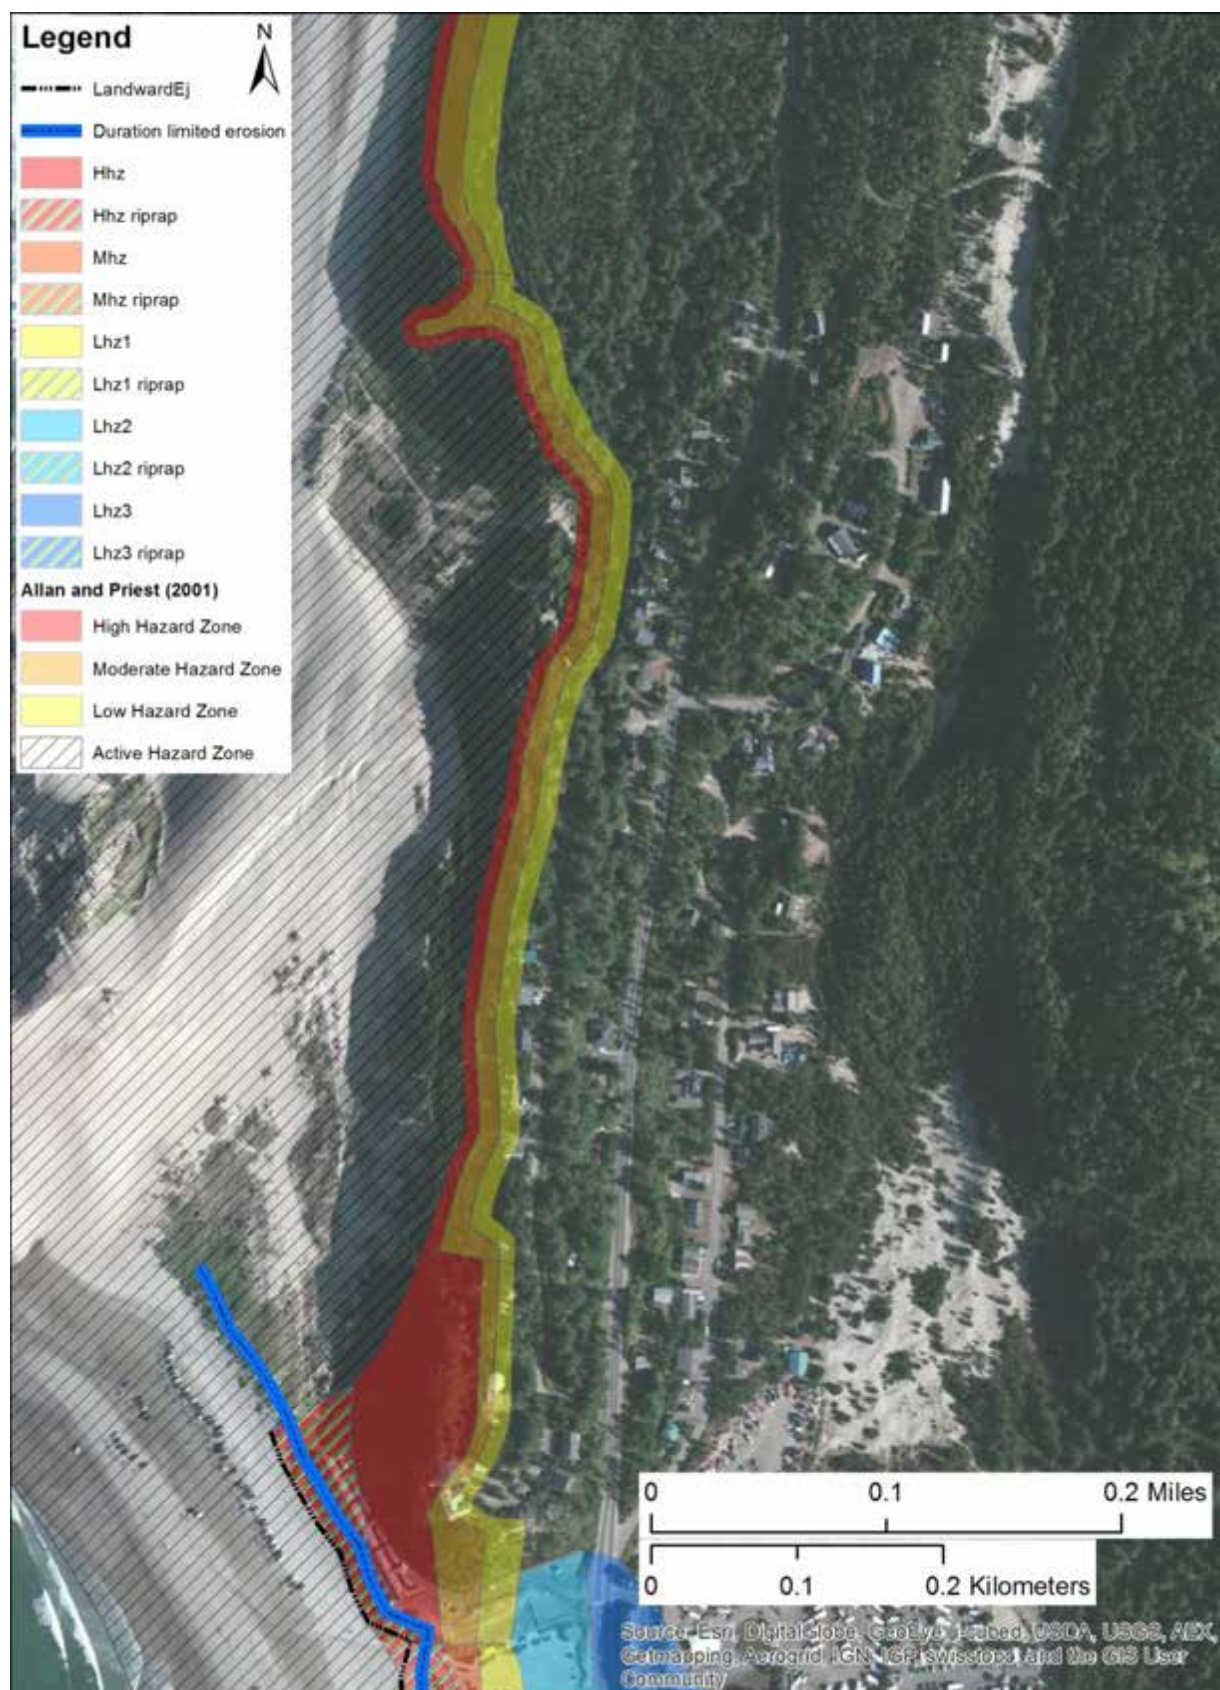 Legend
N
LandwardEj
Duration limited erosion
Hhz
Hhz riprap
Mhz
Mhz riprap
Lhz1
Lhz1 riprap
Lhz2
Lhz2 riprap
Lhz3
Lhz3 riprap
Allan and Priest (2001)
High Hazard Zone
Moderate Hazard Zone
Low Hazard Zone
Active Hazard Zone
0 0.1 0.2 Miles
0 0.1 0.2 Kilometers
Source: Esri, DigitalGlobe, GeoEye, i-cubed, USDA, USGS, AEX,
Getmapping, Aerogrid, IGN, IGP, swisstopo, and the GIS User
Community